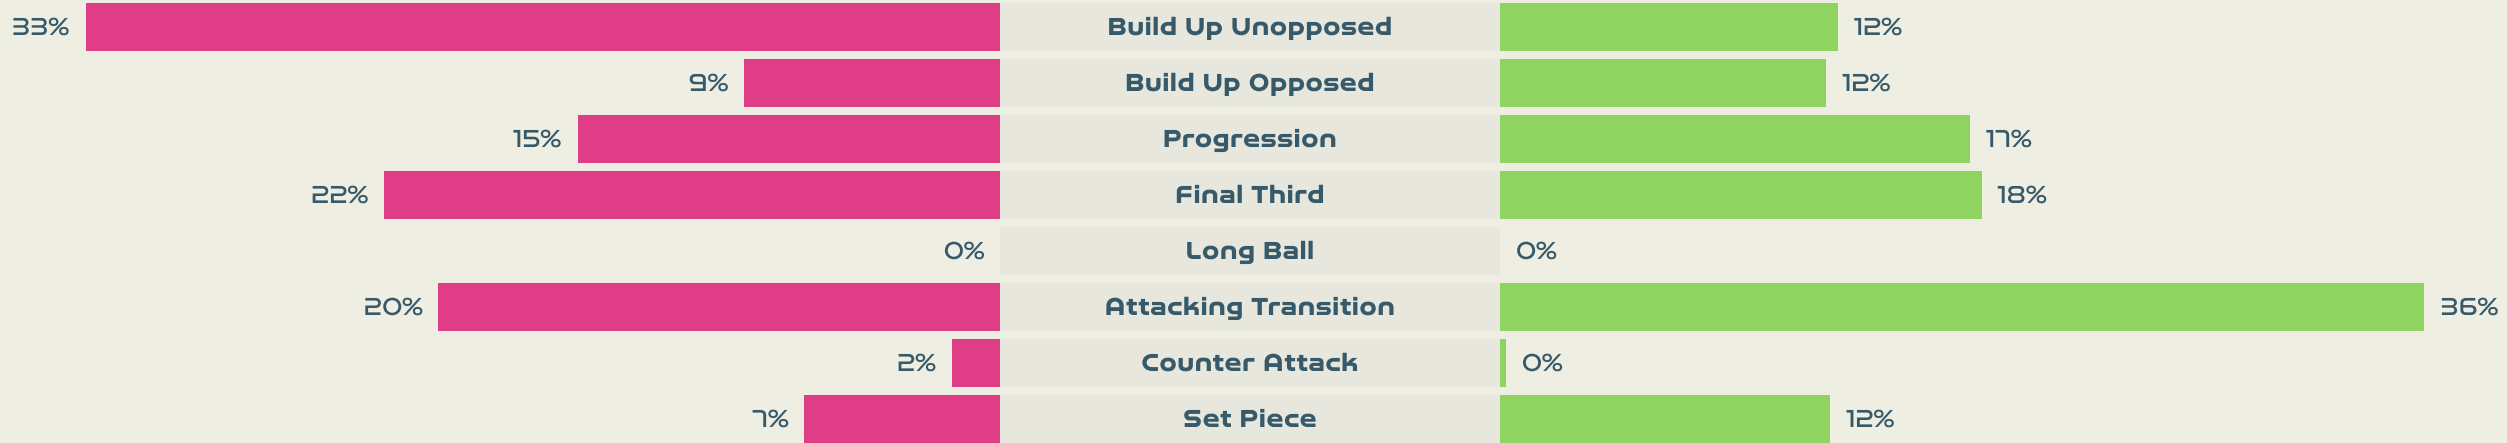 33% Build Up Unopposed 12%
9% Build Up Opposed 12%
15% Progression 17%
22% Final Third 18%
0% Long Ball 0%
20% Attacking Transition 36%
2% Counter Attack 0%
7% Set Piece 12%